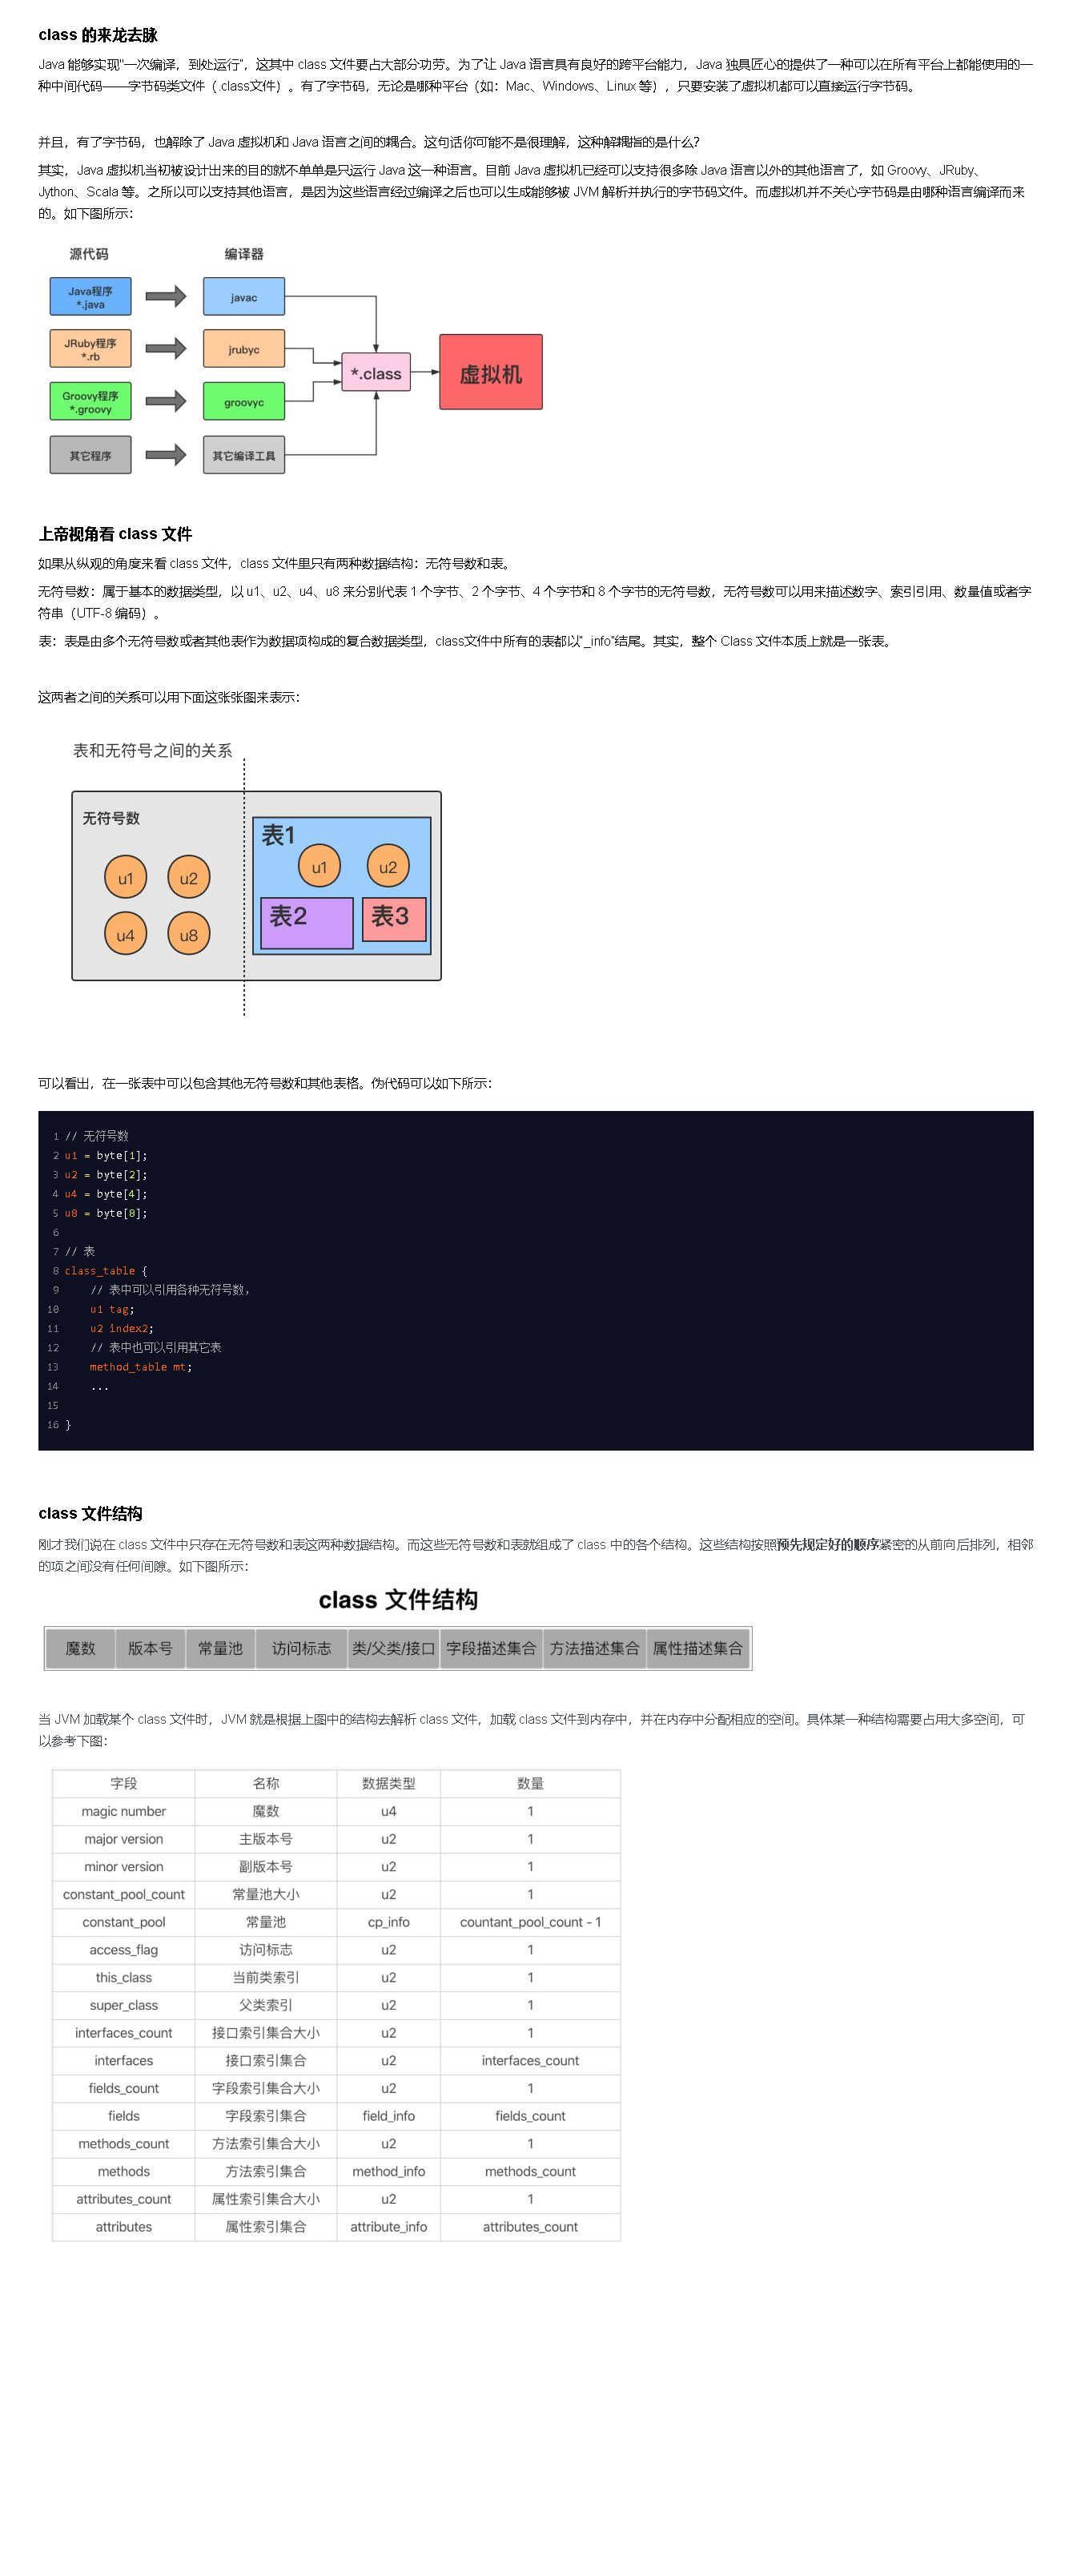 class 的来龙去脉
Java 能够实现"一次编译，到处运行"，这其中 class 文件要占大部分功劳。为了让 Java 语言具有良好的跨平台能力，Java 独具匠心的提供了一种可以在所有平台上都能使用的一
种中间代码——字节码类文件（.class文件）。有了字节码，无论是哪种平台（如：Mac、Windows、Linux 等），只要安装了虚拟机都可以直接运行字节码。
并且，有了字节码，也解除了 Java 虚拟机和 Java 语言之间的耦合。这句话你可能不是很理解，这种解耦指的是什么？
其实，Java 虚拟机当初被设计出来的目的就不单单是只运行 Java 这一种语言。目前 Java 虚拟机已经可以支持很多除 Java 语言以外的其他语言了，如 Groovy、JRuby、
Jython、Scala 等。之所以可以支持其他语言，是因为这些语言经过编译之后也可以生成能够被 JVM 解析并执行的字节码文件。而虚拟机并不关心字节码是由哪种语言编译而来
的。如下图所示：
源代码 编译器
Java程序
*.java
javac
JRuby程序
*.rb
jrubyc
*.class
虚拟机
Groovy程序
*.groovy
groovyc
其它程序
其它编译工具
上帝视角看 class 文件
如果从纵观的角度来看 class 文件，class 文件里只有两种数据结构：无符号数和表。
无符号数：属于基本的数据类型，以 u1、u2、u4、u8 来分别代表 1 个字节、2 个字节、4 个字节和 8 个字节的无符号数，无符号数可以用来描述数字、索引引用、数量值或者字
符串（UTF-8 编码）。
表：表是由多个无符号数或者其他表作为数据项构成的复合数据类型，class文件中所有的表都以"_info"结尾。其实，整个 Class 文件本质上就是一张表。
这两者之间的关系可以用下面这张张图来表示：
表和无符号之间的关系
无符号数
u1 u2
u4 u8
表1
u1 u2
表2 表3
可以看出，在一张表中可以包含其他无符号数和其他表格。伪代码可以如下所示：
1 // 无符号数
2 u1 = byte[1];
3 u2 = byte[2];
4 u4 = byte[4];
5 u8 = byte[8];
6
7 // 表
8 class_table {
9 // 表中可以引用各种无符号数，
10 u1 tag;
11 u2 index2;
12 // 表中也可以引用其它表
13 method_table mt;
14 ...
15
16 }
class 文件结构
刚才我们说在 class 文件中只存在无符号数和表这两种数据结构。而这些无符号数和表就组成了 class 中的各个结构。这些结构按照预先规定好的顺序紧密的从前向后排列，相邻
的项之间没有任何间隙。如下图所示：
class 文件结构
魔数 版本号 常量池 访问标志 类/父类/接口 字段描述集合 方法描述集合 属性描述集合
当 JVM 加载某个 class 文件时，JVM 就是根据上图中的结构去解析 class 文件，加载 class 文件到内存中，并在内存中分配相应的空间。具体某一种结构需要占用大多空间，可
以参考下图：
字段 名称 数据类型 数量
magic number 魔数 u4 1
major version 主版本号 u2 1
minor version 副版本号 u2 1
constant_pool_count 常量池大小 u2 1
constant_pool 常量池 cp_info countant_pool_count - 1
access_flag 访问标志 u2 1
this_class 当前类索引 u2 1
super_class 父类索引 u2 1
interfaces_count 接口索引集合大小 u2 1
interfaces 接口索引集合 u2 interfaces_count
fields_count 字段索引集合大小 u2 1
fields 字段索引集合 field_info fields_count
methods_count 方法索引集合大小 u2 1
methods 方法索引集合 method_info methods_count
attributes_count 属性索引集合大小 u2 1
attributes 属性索引集合 attribute_info attributes_count